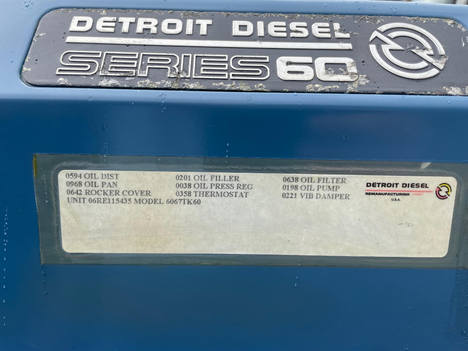 DETROIT DIESEL
SERIES 60
0594 OIL DIST 0201 OIL FILLER 0638 OIL FILTER
0968 OIL PAN 0038 OIL PRESS REG 0198 OIL PUMP
0642 ROCKER COVER 0358 THERMOSTAT 0221 VIB DAMPER
UNIT 06RE115435 MODEL 6067TK60
DETROIT DIESEL
REMANUFACTURING
U.S.A.